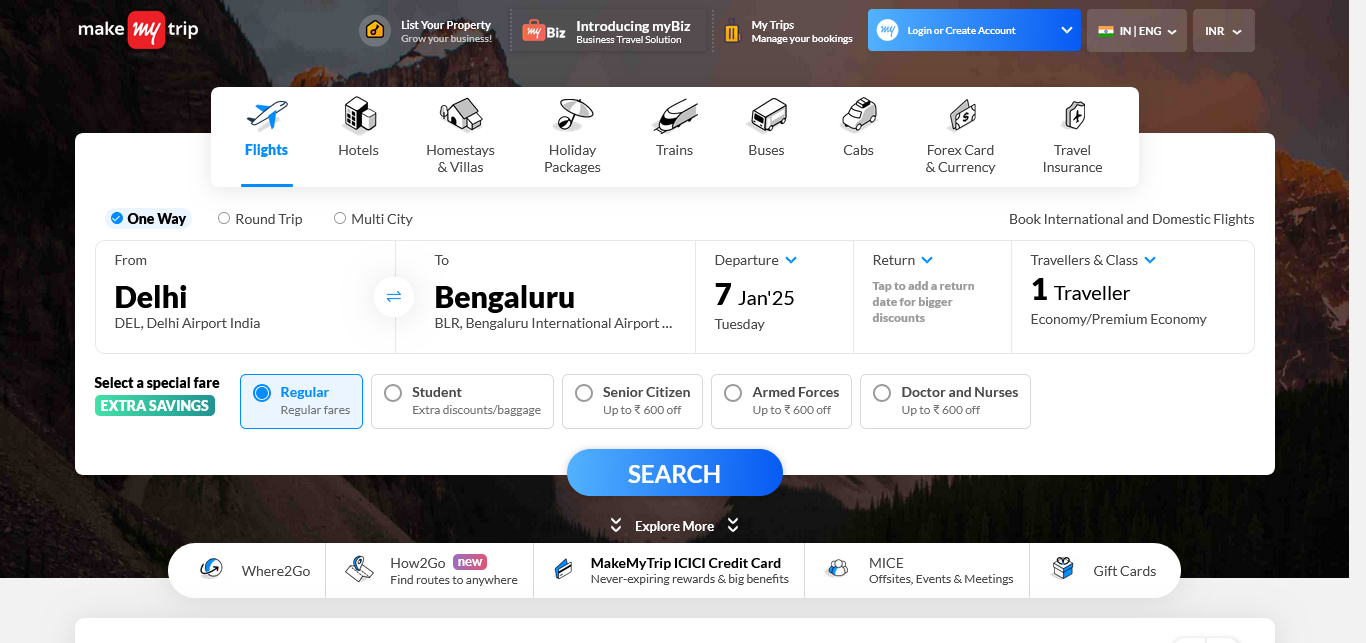 make my trip
List Your Property
Grow your business!
my Biz
Introducing myBiz
Business Travel Solution
My Trips
Manage your bookings
my
Login or Create Account
IN | ENG
INR
Flights
Hotels
Homestays
& Villas
Holiday
Packages
Trains
Buses
Cabs
Forex Card
& Currency
Travel
Insurance
One Way
Round Trip
Multi City
Book International and Domestic Flights
From
Delhi
DEL, Delhi Airport India
To
Bengaluru
BLR, Bengaluru International Airport ...
Departure
7 Jan'25
Tuesday
Return
Tap to add a return
date for bigger
discounts
Travellers & Class
1 Traveller
Economy/Premium Economy
Select a special fare
EXTRA SAVINGS
Regular
Regular fares
Student
Extra discounts/baggage
Senior Citizen
Up to ₹ 600 off
Armed Forces
Up to ₹ 600 off
Doctor and Nurses
Up to ₹ 600 off
SEARCH
Explore More
Where2Go
How2Go new
Find routes to anywhere
MakeMyTrip ICICI Credit Card
Never-expiring rewards & big benefits
MICE
Offsites, Events & Meetings
Gift Cards